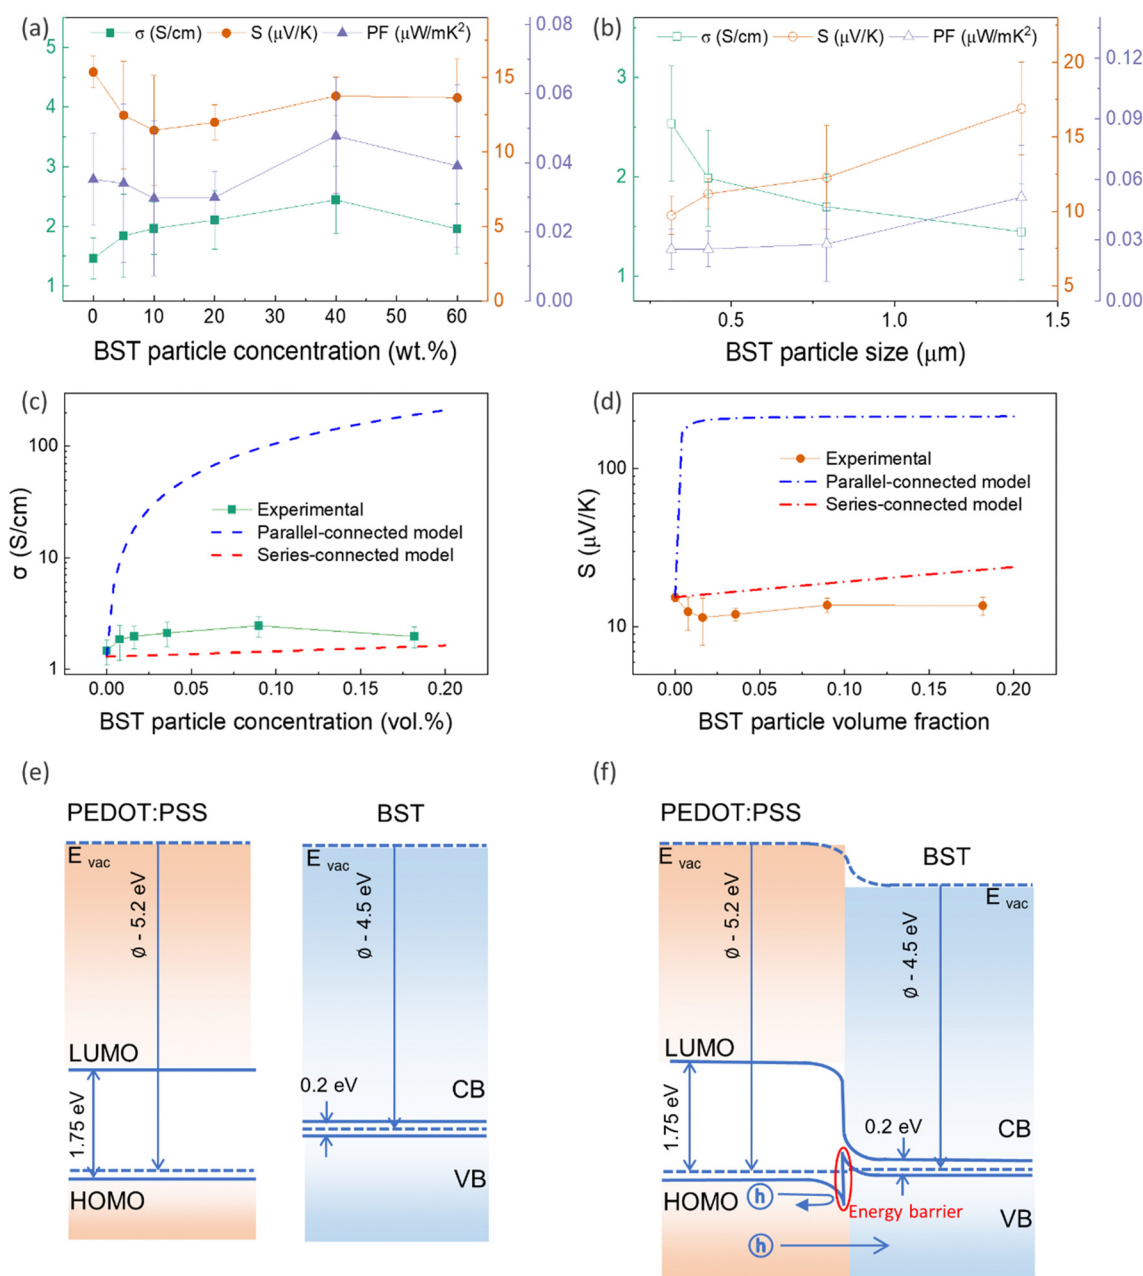 (a)
σ (S/cm) S (μV/K) PF (μW/mK²)
5
4
3
2
1
15
10
5
0
0.08
0.06
0.04
0.02
0.00
0 10 20 30 40 50 60
BST particle concentration (wt.%)
(b)
σ (S/cm) S (μV/K) PF (μW/mK²)
3
2
1
20
15
10
5
0.12
0.09
0.06
0.03
0.00
0.5 1.0 1.5
BST particle size (μm)
(c)
σ (S/cm)
100
10
1
Experimental
Parallel-connected model
Series-connected model
0.00 0.05 0.10 0.15 0.20
BST particle concentration (vol.%)
(d)
S (μV/K)
100
10
Experimental
Parallel-connected model
Series-connected model
0.00 0.05 0.10 0.15 0.20
BST particle volume fraction
(e)
PEDOT:PSS
BST
E vac
E vac
ø - 5.2 eV
ø - 4.5 eV
LUMO
1.75 eV
0.2 eV
CB
HOMO
VB
(f)
PEDOT:PSS
BST
E vac
E vac
ø - 5.2 eV
ø - 4.5 eV
LUMO
1.75 eV
0.2 eV
CB
HOMO
h
Energy barrier
VB
h